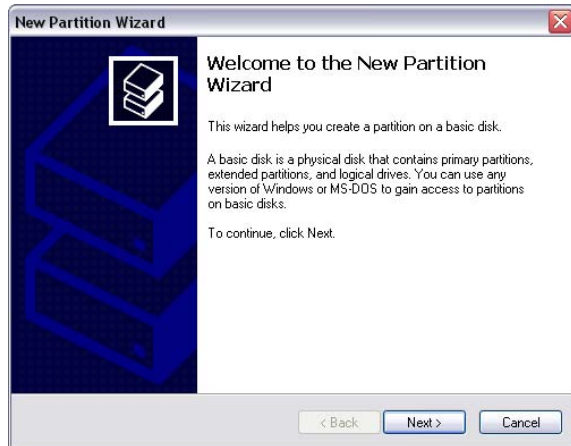 New Partition Wizard
Welcome to the New Partition
Wizard
This wizard helps you create a partition on a basic disk.
A basic disk is a physical disk that contains primary partitions,
extended partitions, and logical drives. You can use any
version of Windows or MS-DOS to gain access to partitions
on basic disks.
To continue, click Next.
< Back
Next >
Cancel